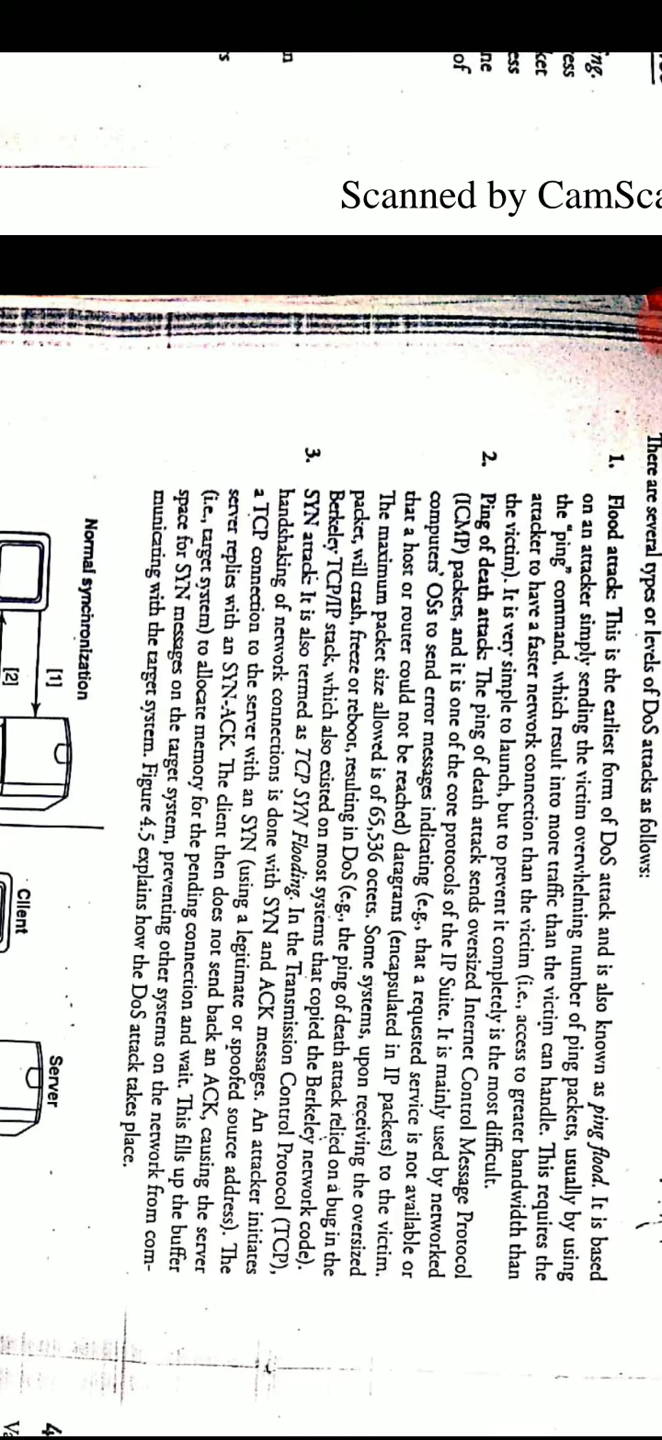 ing.
ess
ket
ess
ne
of
n
s
Scanned by CamSca
There are several types or levels of DoS attacks as follows:
1. Flood attack: This is the earliest form of DoS attack and is also known as ping flood. It is based
on an attacker simply sending the victim overwhelming number of ping packets, usually by using
the “ping” command, which result into more traffic than the victim can handle. This requires the
attacker to have a faster network connection than the victim (i.e., access to greater bandwidth than
the victim). It is very simple to launch, but to prevent it completely is the most difficult.
2. Ping of death attack: The ping of death attack sends oversized Internet Control Message Protocol
(ICMP) packets, and it is one of the core protocols of the IP Suite. It is mainly used by networked
computers’ OSs to send error messages indicating (e.g., that a requested service is not available or
that a host or router could not be reached) datagrams (encapsulated in IP packets) to the victim.
The maximum packet size allowed is of 65,536 octets. Some systems, upon receiving the oversized
packet, will crash, freeze or reboot, resulting in DoS (e.g., the ping of death attack relied on a bug in the
Berkeley TCP/IP stack, which also existed on most systems that copied the Berkeley network code).
3. SYN attack: It is also termed as TCP SYN Flooding. In the Transmission Control Protocol (TCP),
handshaking of network connections is done with SYN and ACK messages. An attacker initiates
a TCP connection to the server with an SYN (using a legitimate or spoofed source address). The
server replies with an SYN-ACK. The client then does not send back an ACK, causing the server
(i.e., target system) to allocate memory for the pending connection and wait. This fills up the buffer
space for SYN messages on the target system, preventing other systems on the network from com-
municating with the target system. Figure 4.5 explains how the DoS attack takes place.
Normal synchronization
[1]
[2]
Client
Server
4